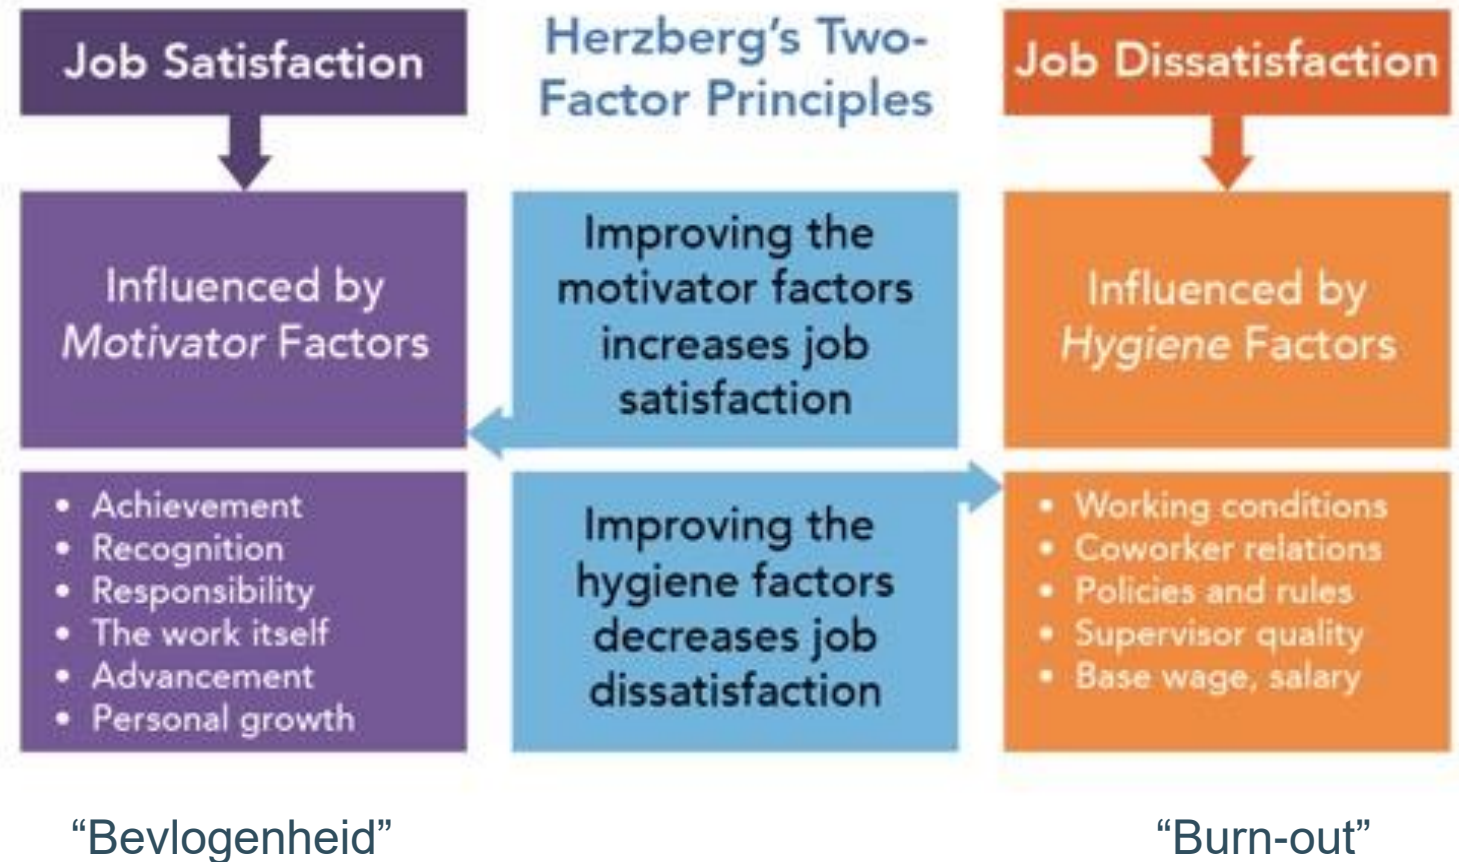 Job Satisfaction
Herzberg's Two-
Factor Principles
Job Dissatisfaction
Influenced by
Motivator Factors
Improving the
motivator factors
increases job
satisfaction
Influenced by
Hygiene Factors
• Achievement
• Recognition
• Responsibility
• The work itself
• Advancement
• Personal growth
Improving the
hygiene factors
decreases job
dissatisfaction
• Working conditions
• Coworker relations
• Policies and rules
• Supervisor quality
• Base wage, salary
“Bevlogenheid”
“Burn-out”